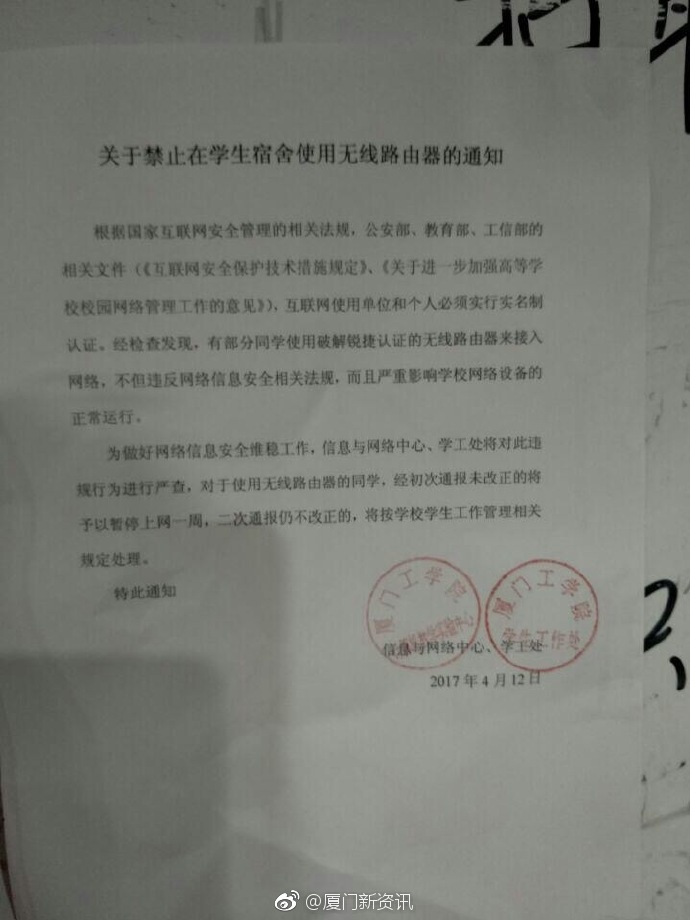 关于禁止在学生宿舍使用无线路由器的通知
根据国家互联网安全管理的相关法规，公安部、教育部、工信部的
相关文件（《互联网安全保护技术措施规定》、《关于进一步加强高等学
校校园网络管理工作的意见》），互联网使用单位和个人必须实行实名制
认证。经检查发现，有部分同学使用破解锐捷认证的无线路由器来接入
网络，不但违反网络信息安全相关法规，而且严重影响学校网络设备的
正常运行。
为做好网络信息安全维稳工作，信息与网络中心、学工处将对此违
规行为进行严查，对于使用无线路由器的同学，经初次通报未改正的将
予以暂停上网一周，二次通报仍不改正的，将按学校学生工作管理相关
规定处理。
特此通知
厦门工学院
厦门工学院
学生工作处
信息与网络中心、学工处
2017年4月12日
@厦门新资讯